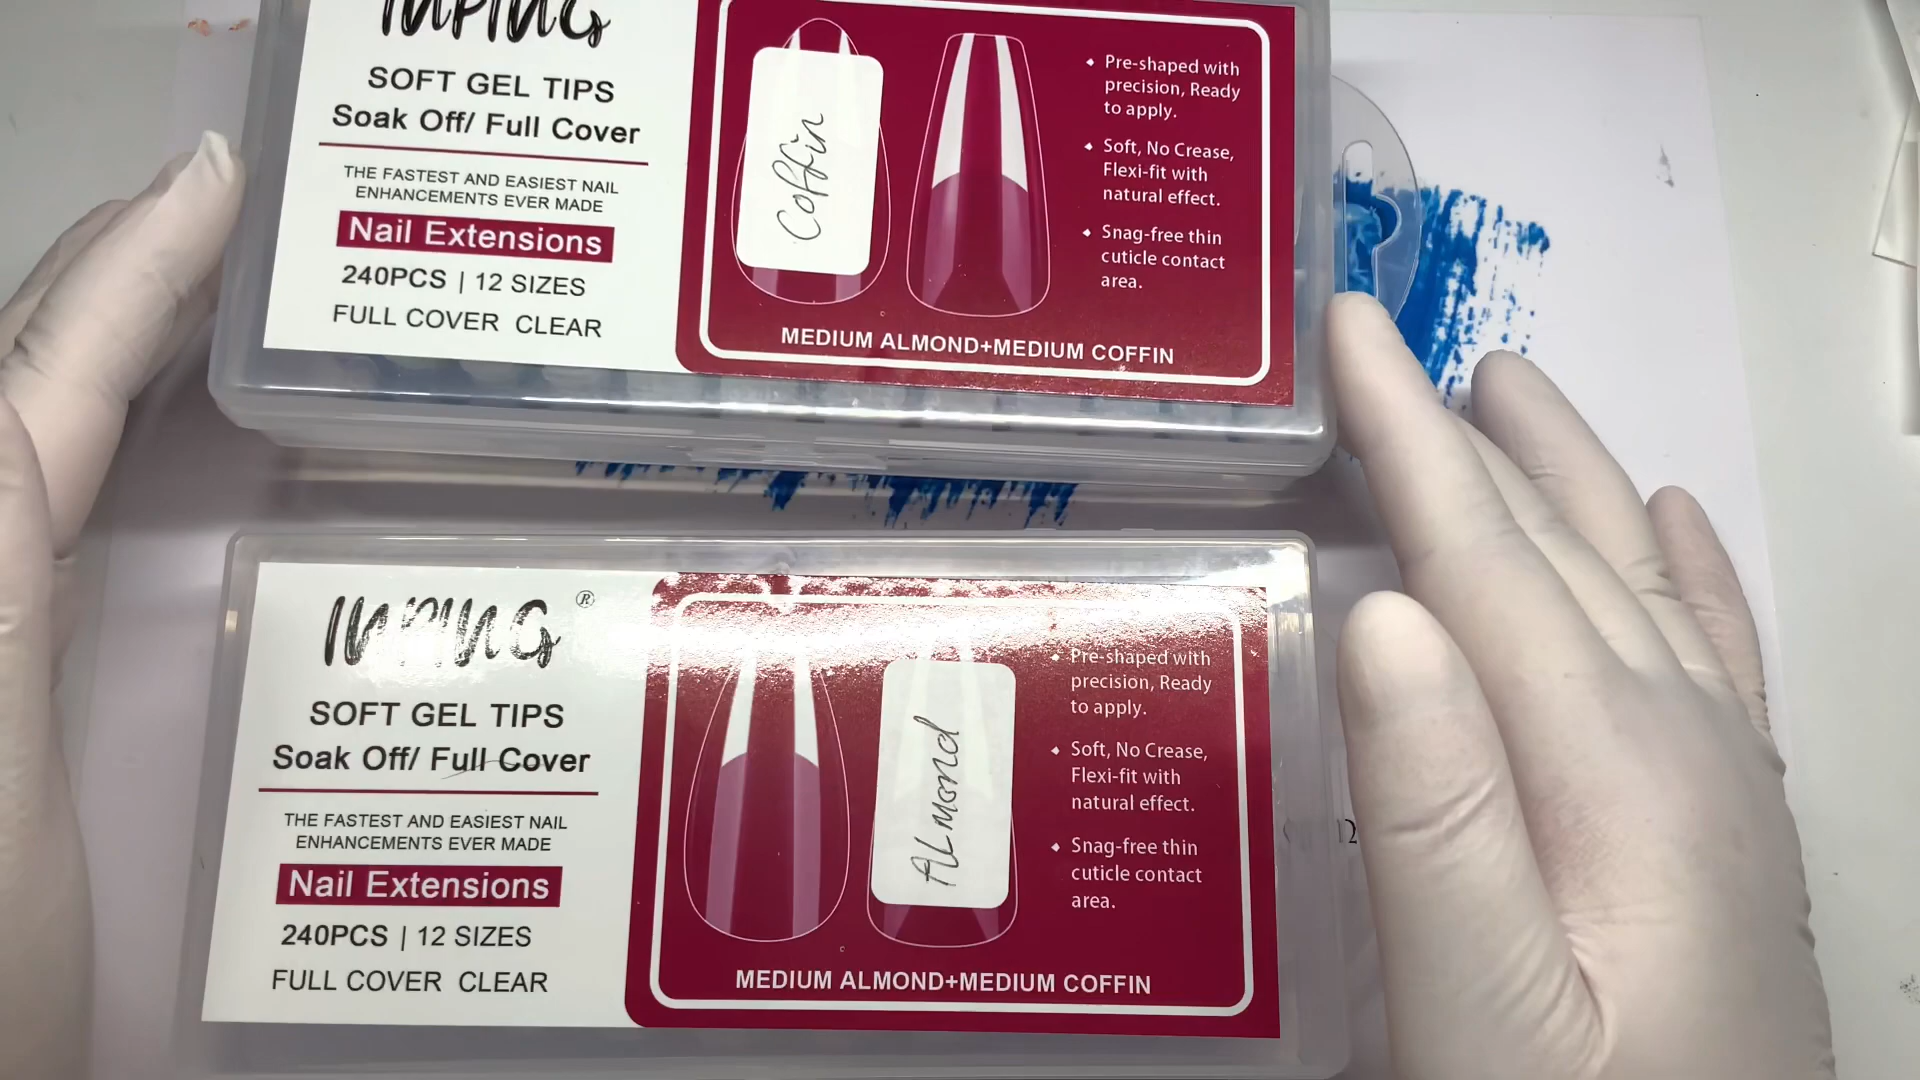 INPING
SOFT GEL TIPS
Soak Off/ Full Cover
THE FASTEST AND EASIEST NAIL
ENHANCEMENTS EVER MADE
Nail Extensions
240PCS | 12 SIZES
FULL COVER CLEAR
Coffin
Pre-shaped with
precision, Ready
to apply.
Soft, No Crease,
Flexi-fit with
natural effect.
Snag-free thin
cuticle contact
area.
MEDIUM ALMOND+MEDIUM COFFIN
INPING ®
SOFT GEL TIPS
Soak Off/ Full Cover
THE FASTEST AND EASIEST NAIL
ENHANCEMENTS EVER MADE
Nail Extensions
240PCS | 12 SIZES
FULL COVER CLEAR
ALmond
Pre-shaped with
precision, Ready
to apply.
Soft, No Crease,
Flexi-fit with
natural effect.
Snag-free thin
cuticle contact
area.
MEDIUM ALMOND+MEDIUM COFFIN
12